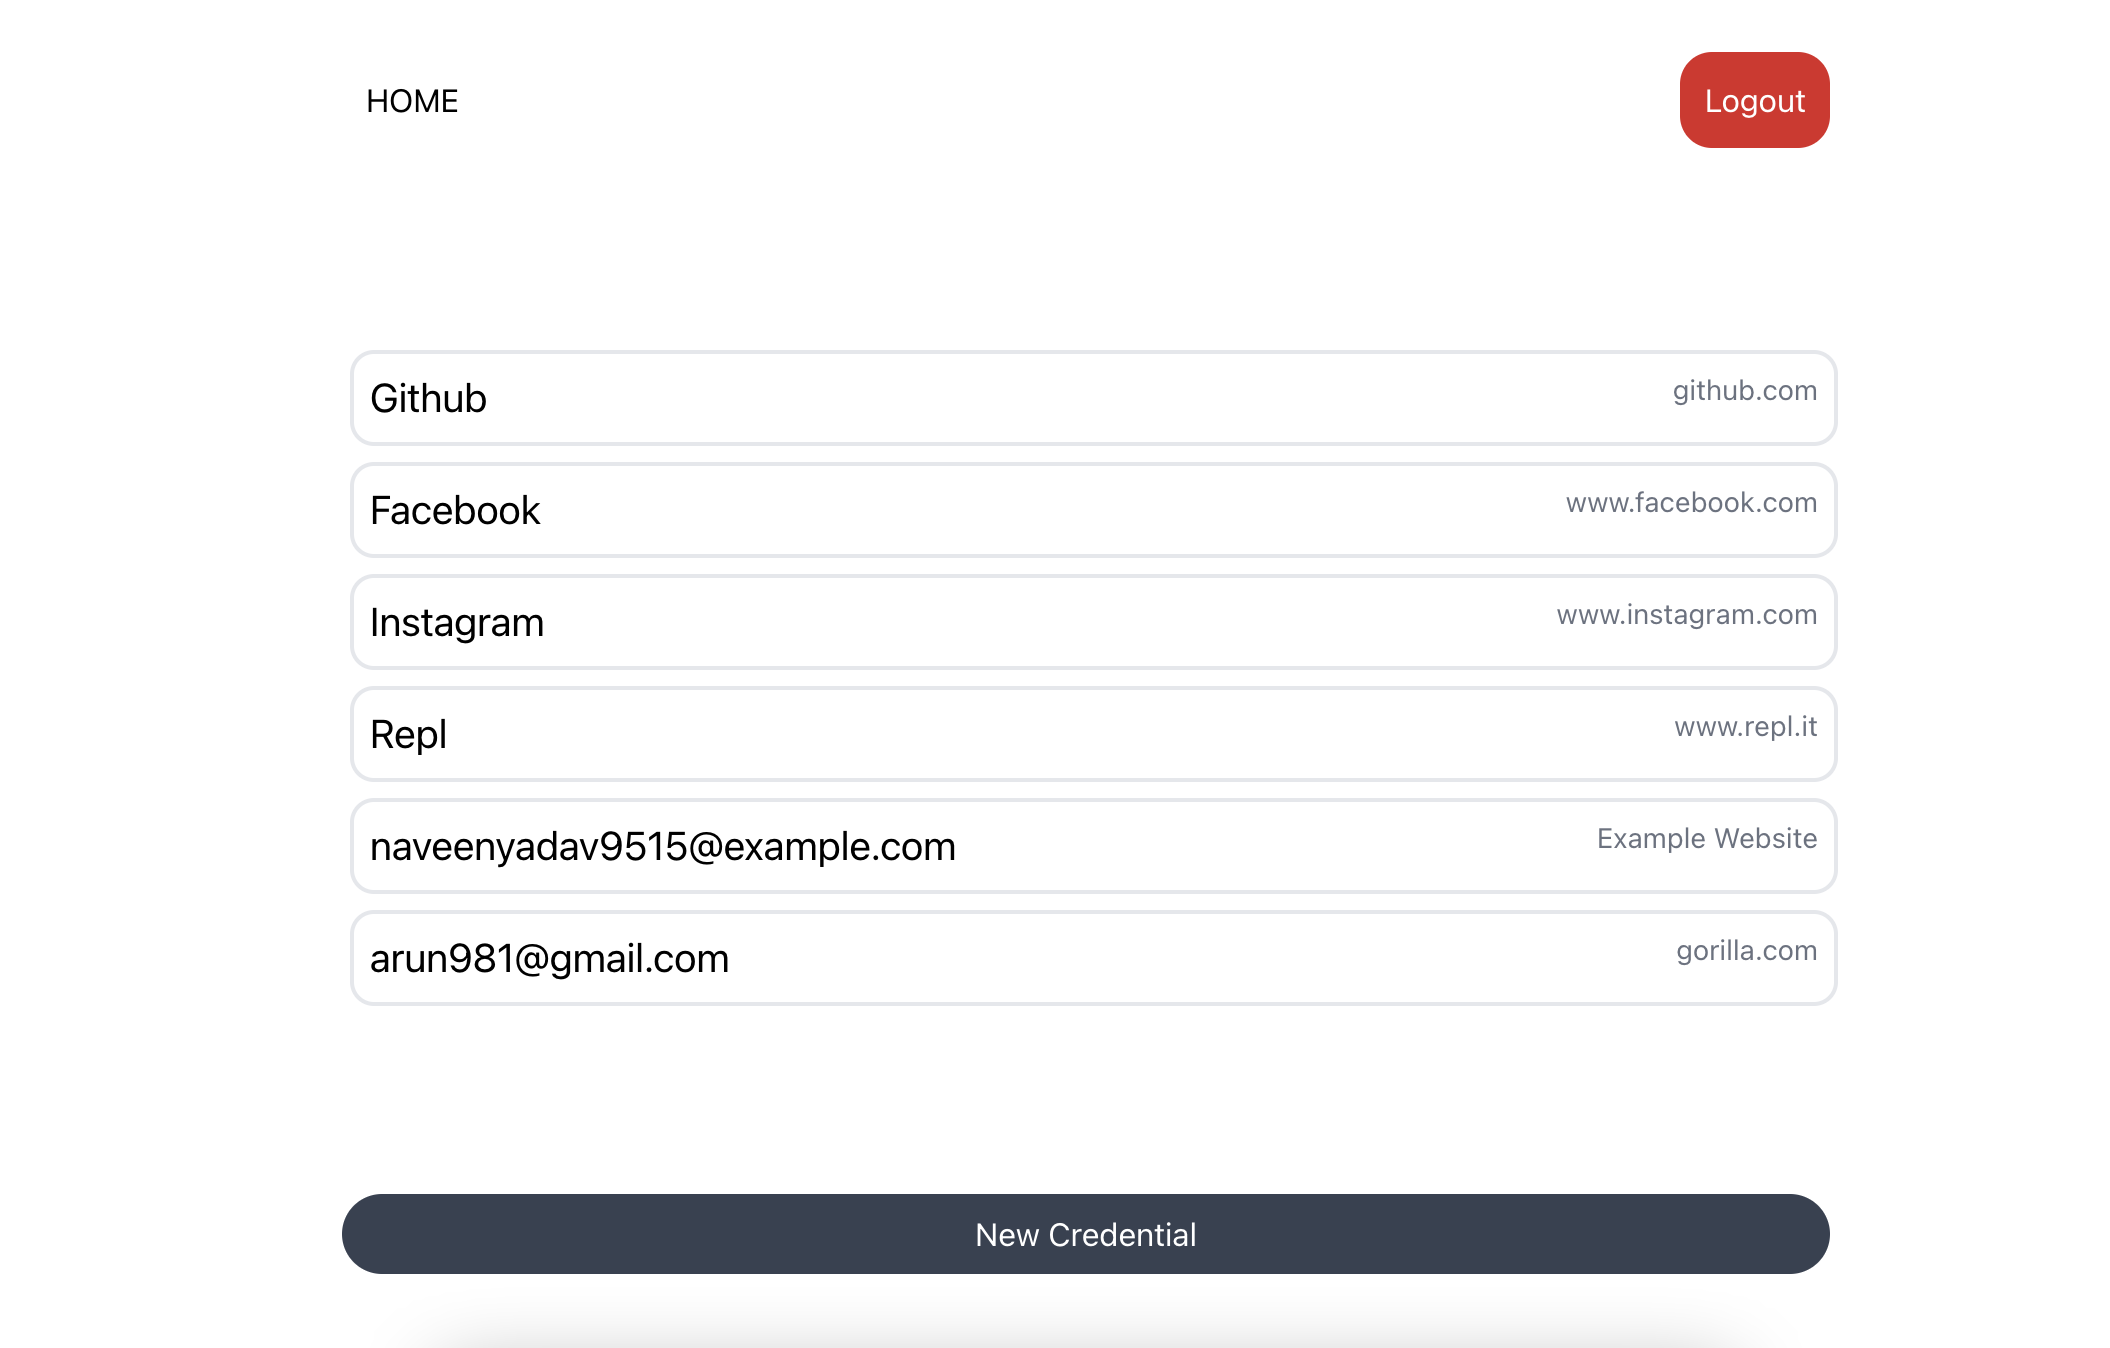 HOME
Logout
Github
github.com
Facebook
www.facebook.com
Instagram
www.instagram.com
Repl
www.repl.it
naveenyadav9515@example.com
Example Website
arun981@gmail.com
gorilla.com
New Credential